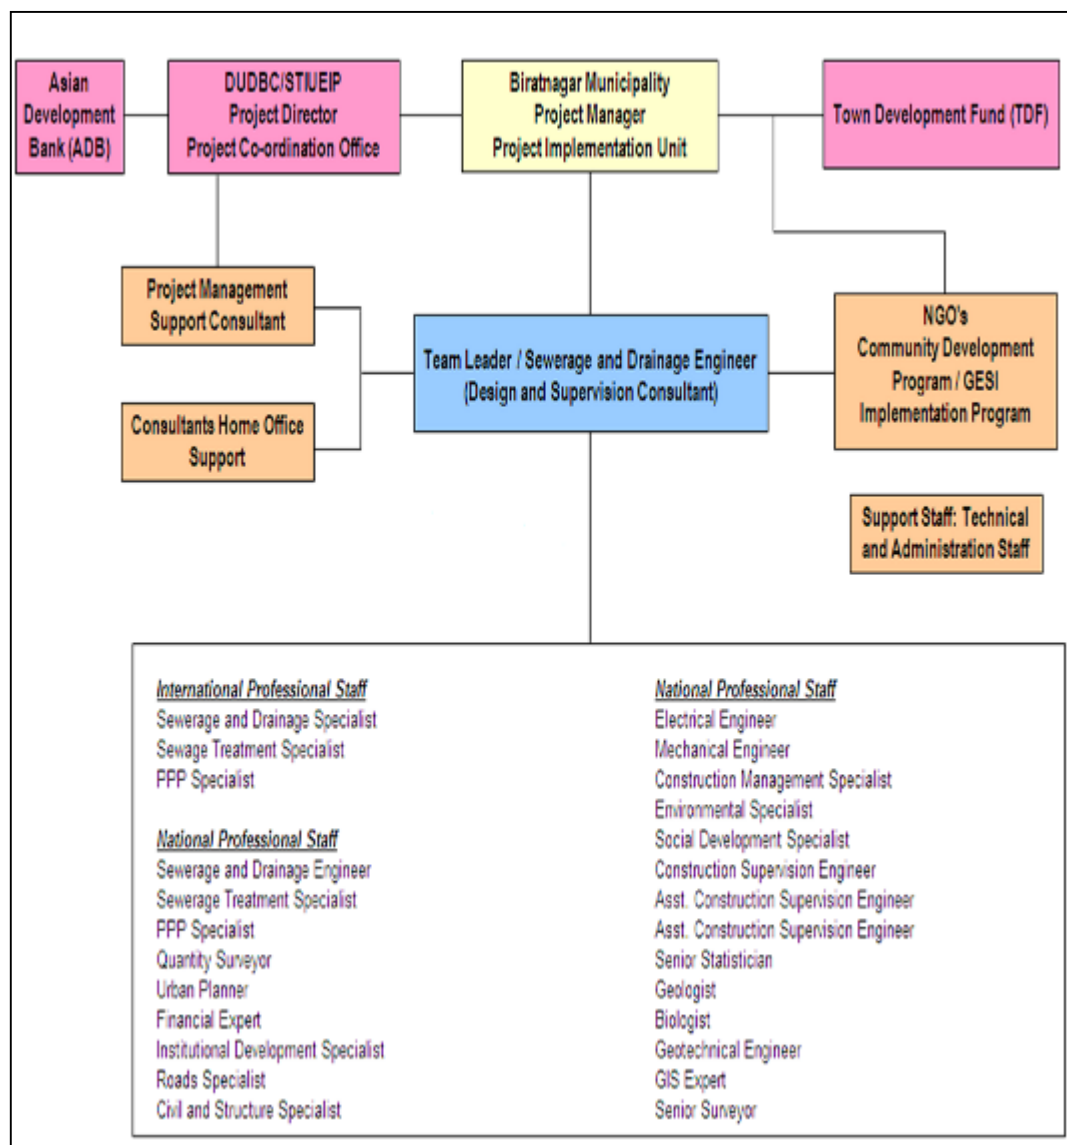 Asian
Development
Bank (ADB)
DUDBC/STIUEIP
Project Director
Project Co-ordination Office
Biratnagar Municipality
Project Manager
Project Implementation Unit
Town Development Fund (TDF)
Project Management
Support Consultant
Team Leader / Sewerage and Drainage Engineer
(Design and Supervision Consultant)
NGO's
Community Development
Program / GESI
Implementation Program
Consultants Home Office
Support
Support Staff: Technical
and Administration Staff
International Professional Staff
Sewerage and Drainage Specialist
Sewage Treatment Specialist
PPP Specialist
National Professional Staff
Sewerage and Drainage Engineer
Sewerage Treatment Specialist
PPP Specialist
Quantity Surveyor
Urban Planner
Financial Expert
Institutional Development Specialist
Roads Specialist
Civil and Structure Specialist
National Professional Staff
Electrical Engineer
Mechanical Engineer
Construction Management Specialist
Environmental Specialist
Social Development Specialist
Construction Supervision Engineer
Asst. Construction Supervision Engineer
Asst. Construction Supervision Engineer
Senior Statistician
Geologist
Biologist
Geotechnical Engineer
GIS Expert
Senior Surveyor